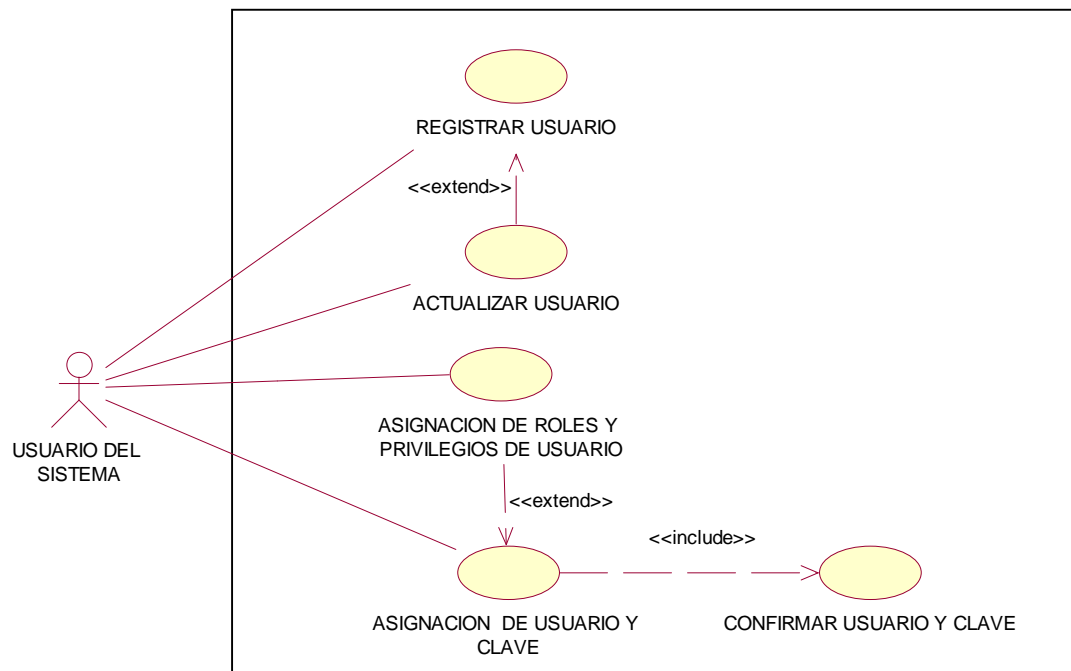 REGISTRAR USUARIO
<<extend>>
ACTUALIZAR USUARIO
USUARIO DEL
SISTEMA
ASIGNACION DE ROLES Y
PRIVILEGIOS DE USUARIO
<<extend>>
<<include>>
ASIGNACION DE USUARIO Y
CLAVE
CONFIRMAR USUARIO Y CLAVE